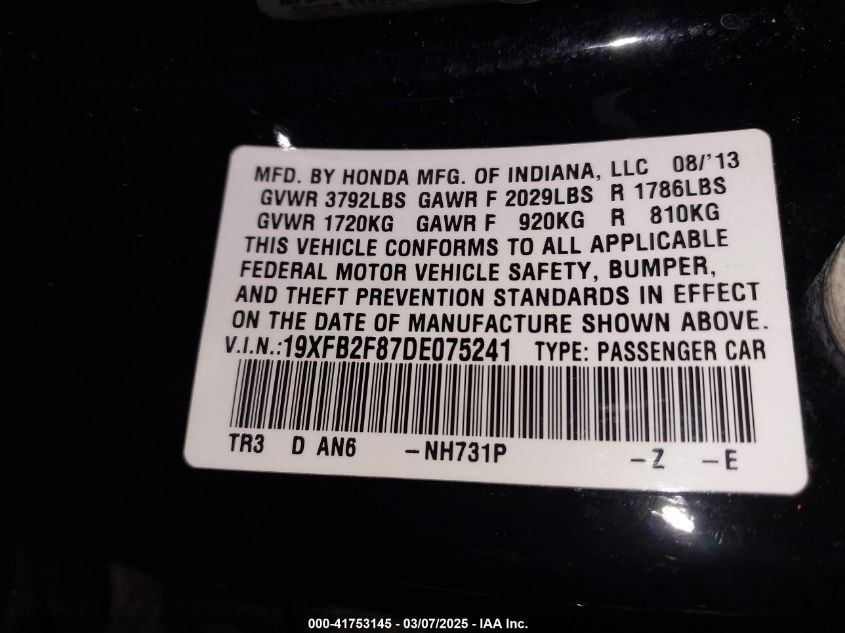 MFD. BY HONDA MFG. OF INDIANA, LLC 08/'13
GVWR 3792LBS GAWR F 2029LBS R 1786LBS
GVWR 1720KG GAWR F 920KG R 810KG
THIS VEHICLE CONFORMS TO ALL APPLICABLE
FEDERAL MOTOR VEHICLE SAFETY, BUMPER,
AND THEFT PREVENTION STANDARDS IN EFFECT
ON THE DATE OF MANUFACTURE SHOWN ABOVE.
V.I.N.:19XFB2F87DE075241 TYPE: PASSENGER CAR
TR3 D AN6 -NH731P -Z -E
000-41753145 - 03/07/2025 - IAA Inc.